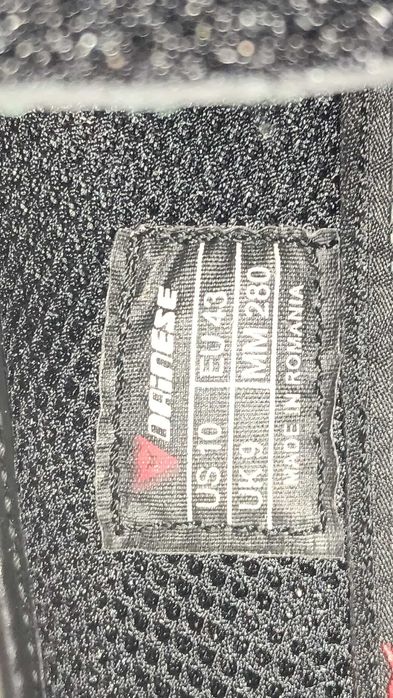 DAINESE
US 10 EU 43
UK 9 MM 280
MADE IN ROMANIA